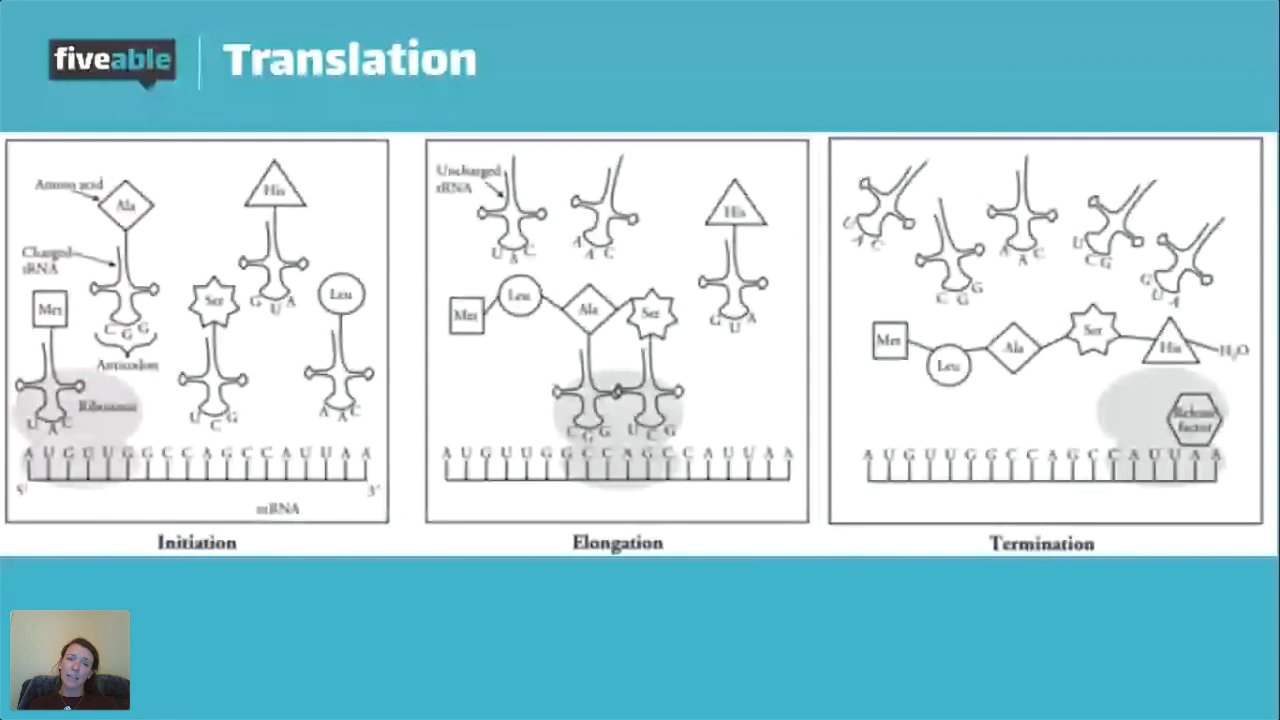 fiveable
Translation
Amino acid
Ala
His
Charged
tRNA
Met
Ser
Leu
G U A
C G G
Anticodon
Ribosome
U A C
U C G
A A C
A U G U U G G C C A G C C A U U A A
5'
3'
mRNA
Initiation
Uncharged
tRNA
U A C
A A C
His
Met
Leu
Ala
Ser
G U A
C G G
U C G
A U G U U G G C C A G C C A U U A A
Elongation
U A C
C G G
A A C
U C G
G U A
Met
Leu
Ala
Ser
His
H₂O
Release
factor
A U G U U G G C C A G C C A U U A A
Termination